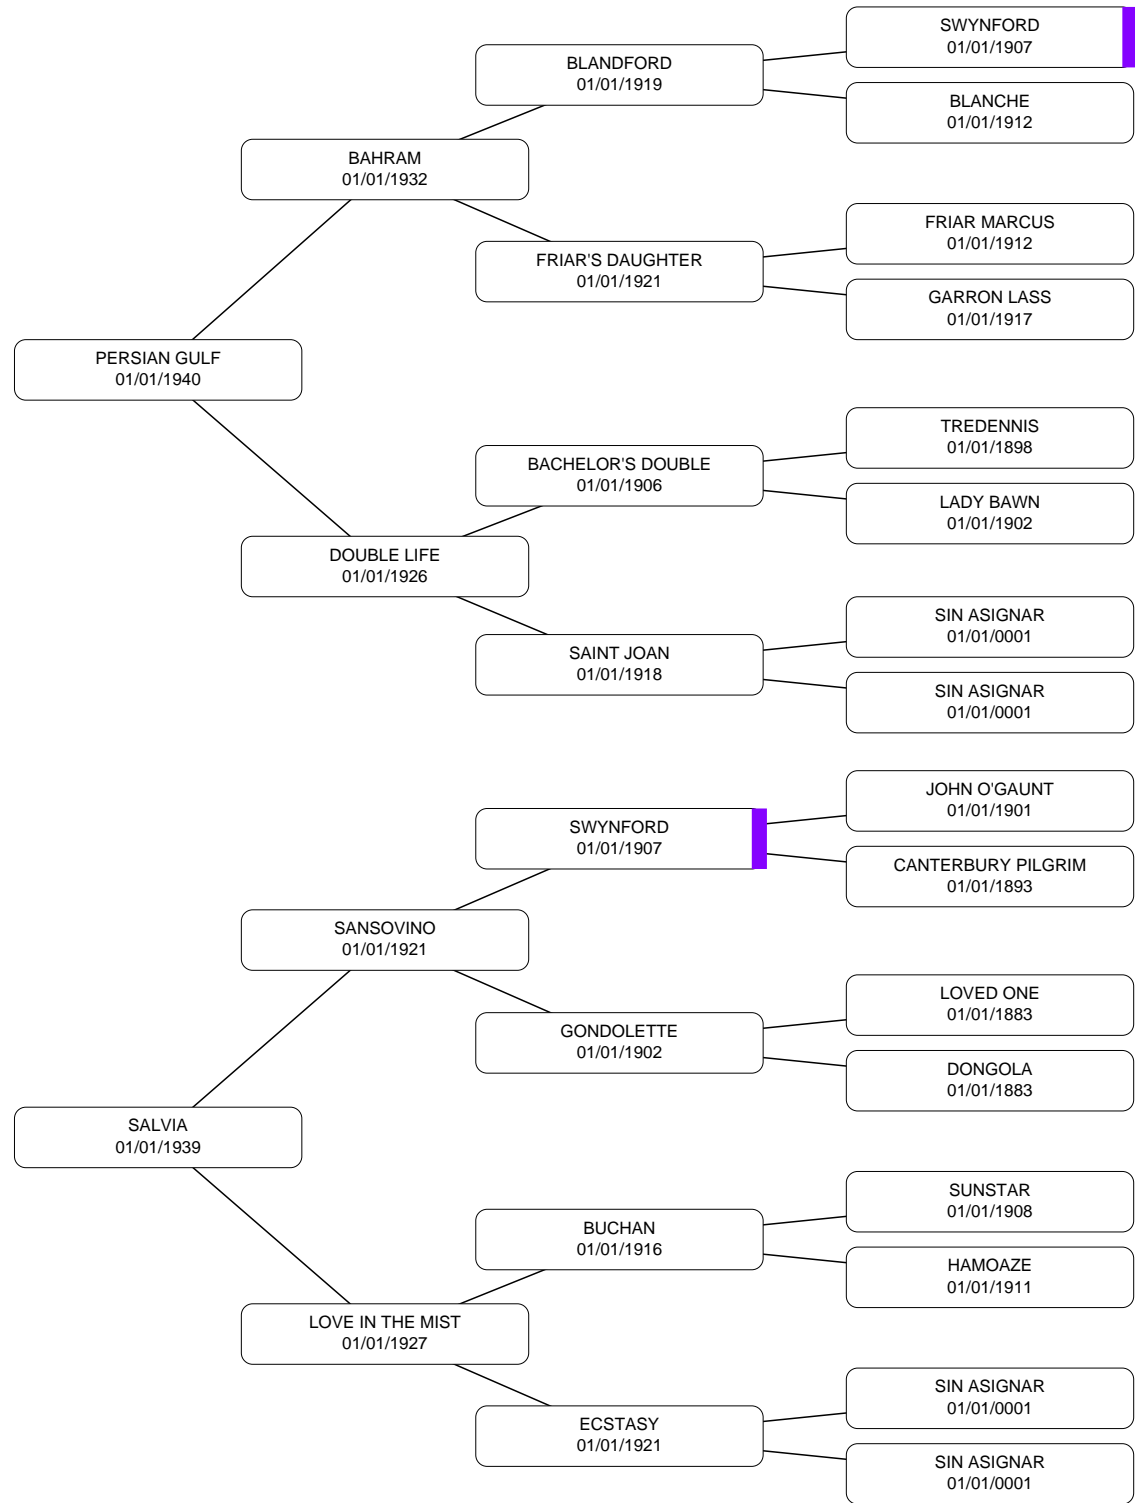 SWYNFORD
01/01/1907
BLANDFORD
01/01/1919
BLANCHE
01/01/1912
BAHRAM
01/01/1932
FRIAR MARCUS
01/01/1912
FRIAR'S DAUGHTER
01/01/1921
GARRON LASS
01/01/1917
PERSIAN GULF
01/01/1940
TREDENNIS
01/01/1898
BACHELOR'S DOUBLE
01/01/1906
LADY BAWN
01/01/1902
DOUBLE LIFE
01/01/1926
SIN ASIGNAR
01/01/0001
SAINT JOAN
01/01/1918
SIN ASIGNAR
01/01/0001
JOHN O'GAUNT
01/01/1901
SWYNFORD
01/01/1907
CANTERBURY PILGRIM
01/01/1893
SANSOVINO
01/01/1921
LOVED ONE
01/01/1883
GONDOLETTE
01/01/1902
DONGOLA
01/01/1883
SALVIA
01/01/1939
SUNSTAR
01/01/1908
BUCHAN
01/01/1916
HAMOAZE
01/01/1911
LOVE IN THE MIST
01/01/1927
SIN ASIGNAR
01/01/0001
ECSTASY
01/01/1921
SIN ASIGNAR
01/01/0001